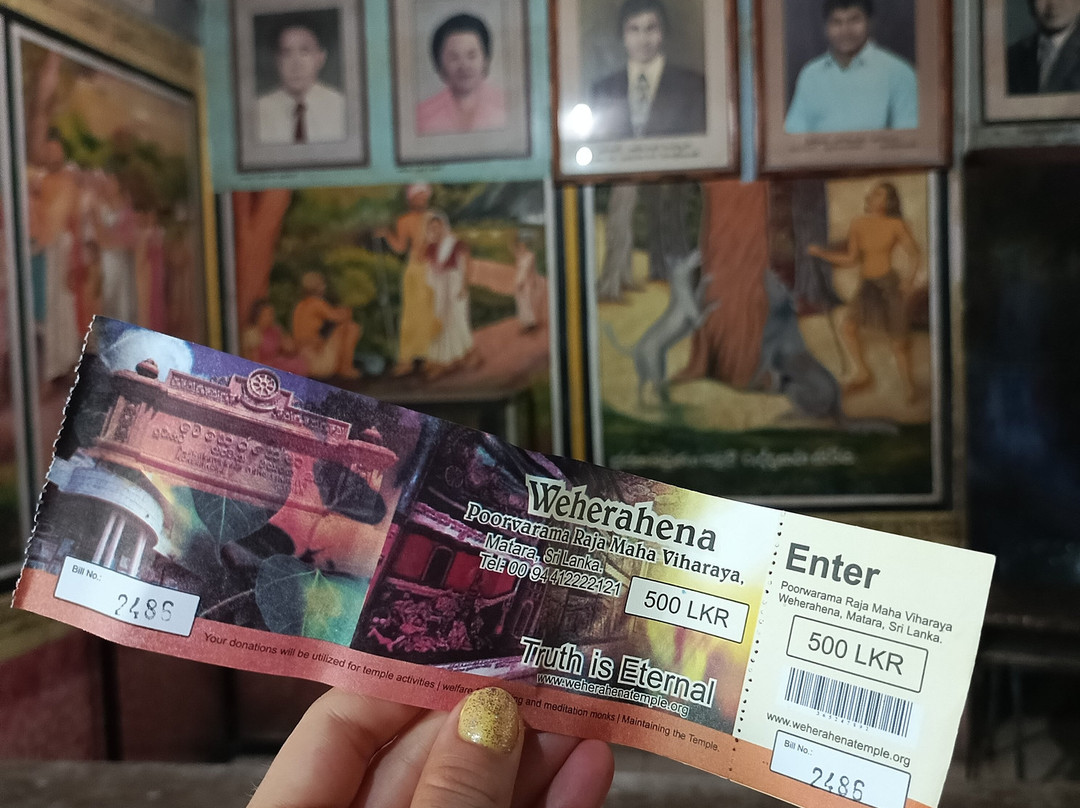 Bill No.:
2486
Weherahena
Poorvarama Raja Maha Viharaya,
Matara, Sri Lanka.
Tel: 00 94 412222121
500 LKR
Truth is Eternal
www.weherahenatemple.org
Your donations will be utilized for temple activities | welfare and meditation monks | Maintaining the Temple.
Enter
Poorwarama Raja Maha Viharaya
Weherahena, Matara, Sri Lanka.
500 LKR
www.weherahenatemple.org
Bill No.:
2486